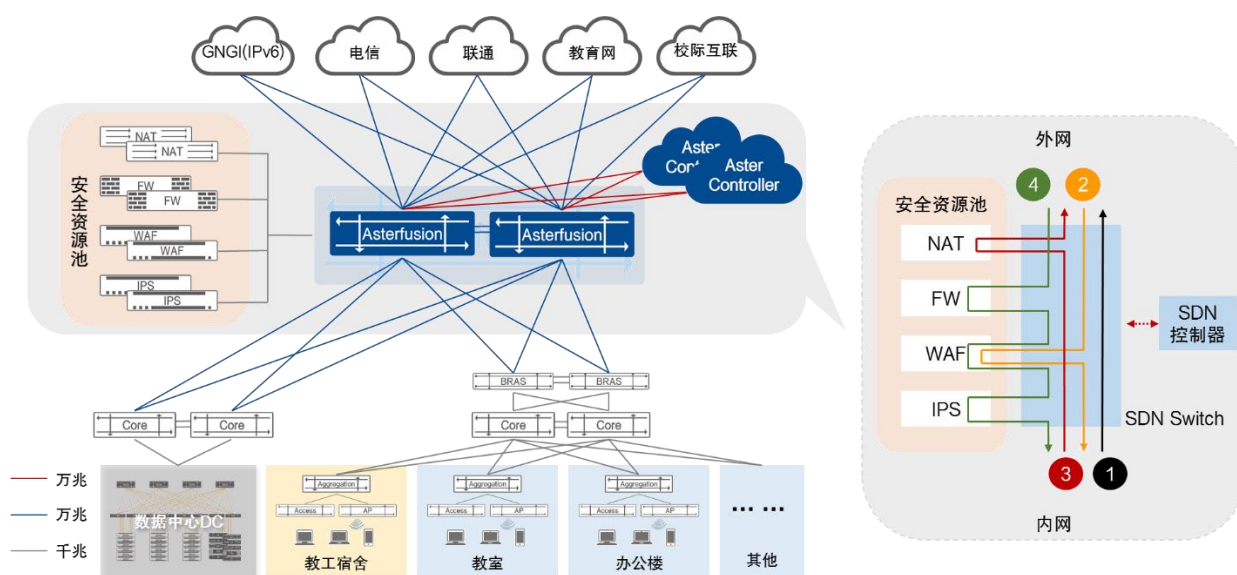 GNGI(IPv6)
电信
联通
教育网
校际互联
安全资源池
NAT
NAT
FW
FW
WAF
WAF
IPS
IPS
Aster
Aster
Controller
Asterfusion
Asterfusion
BRAS
BRAS
Core
Core
Core
Core
万兆
万兆
千兆
数据中心DC
Aggregation
Access
AP
教工宿舍
Aggregation
Access
AP
教室
Aggregation
Access
AP
办公楼
... ...
其他
外网
4
2
安全资源池
NAT
FW
WAF
IPS
SDN
控制器
SDN Switch
3
1
内网